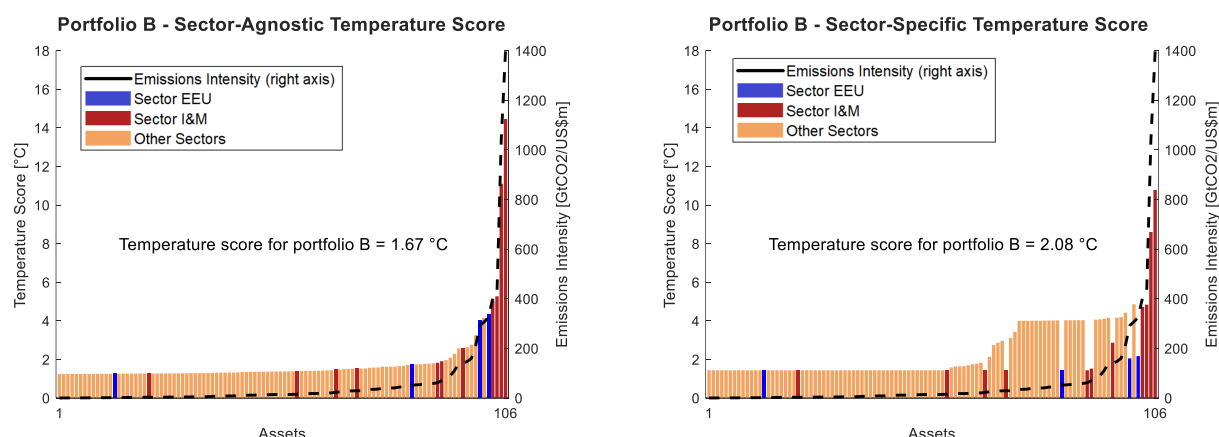 Portfolio B - Sector-Agnostic Temperature Score
18
16
14
12
10
8
6
4
2
0
Temperature Score [°C]
Emissions Intensity (right axis)
Sector EEU
Sector I&M
Other Sectors
Temperature score for portfolio B = 1.67 °C
1400
1200
1000
800
600
400
200
0
Emissions Intensity [GtCO2/US$m]
1
106
Assets
Portfolio B - Sector-Specific Temperature Score
18
16
14
12
10
8
6
4
2
0
Temperature Score [°C]
Emissions Intensity (right axis)
Sector EEU
Sector I&M
Other Sectors
Temperature score for portfolio B = 2.08 °C
1400
1200
1000
800
600
400
200
0
Emissions Intensity [GtCO2/US$m]
1
106
Assets